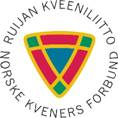 RUIJAN KVEENILIITTO
NORSKE KVENERS FORBUND